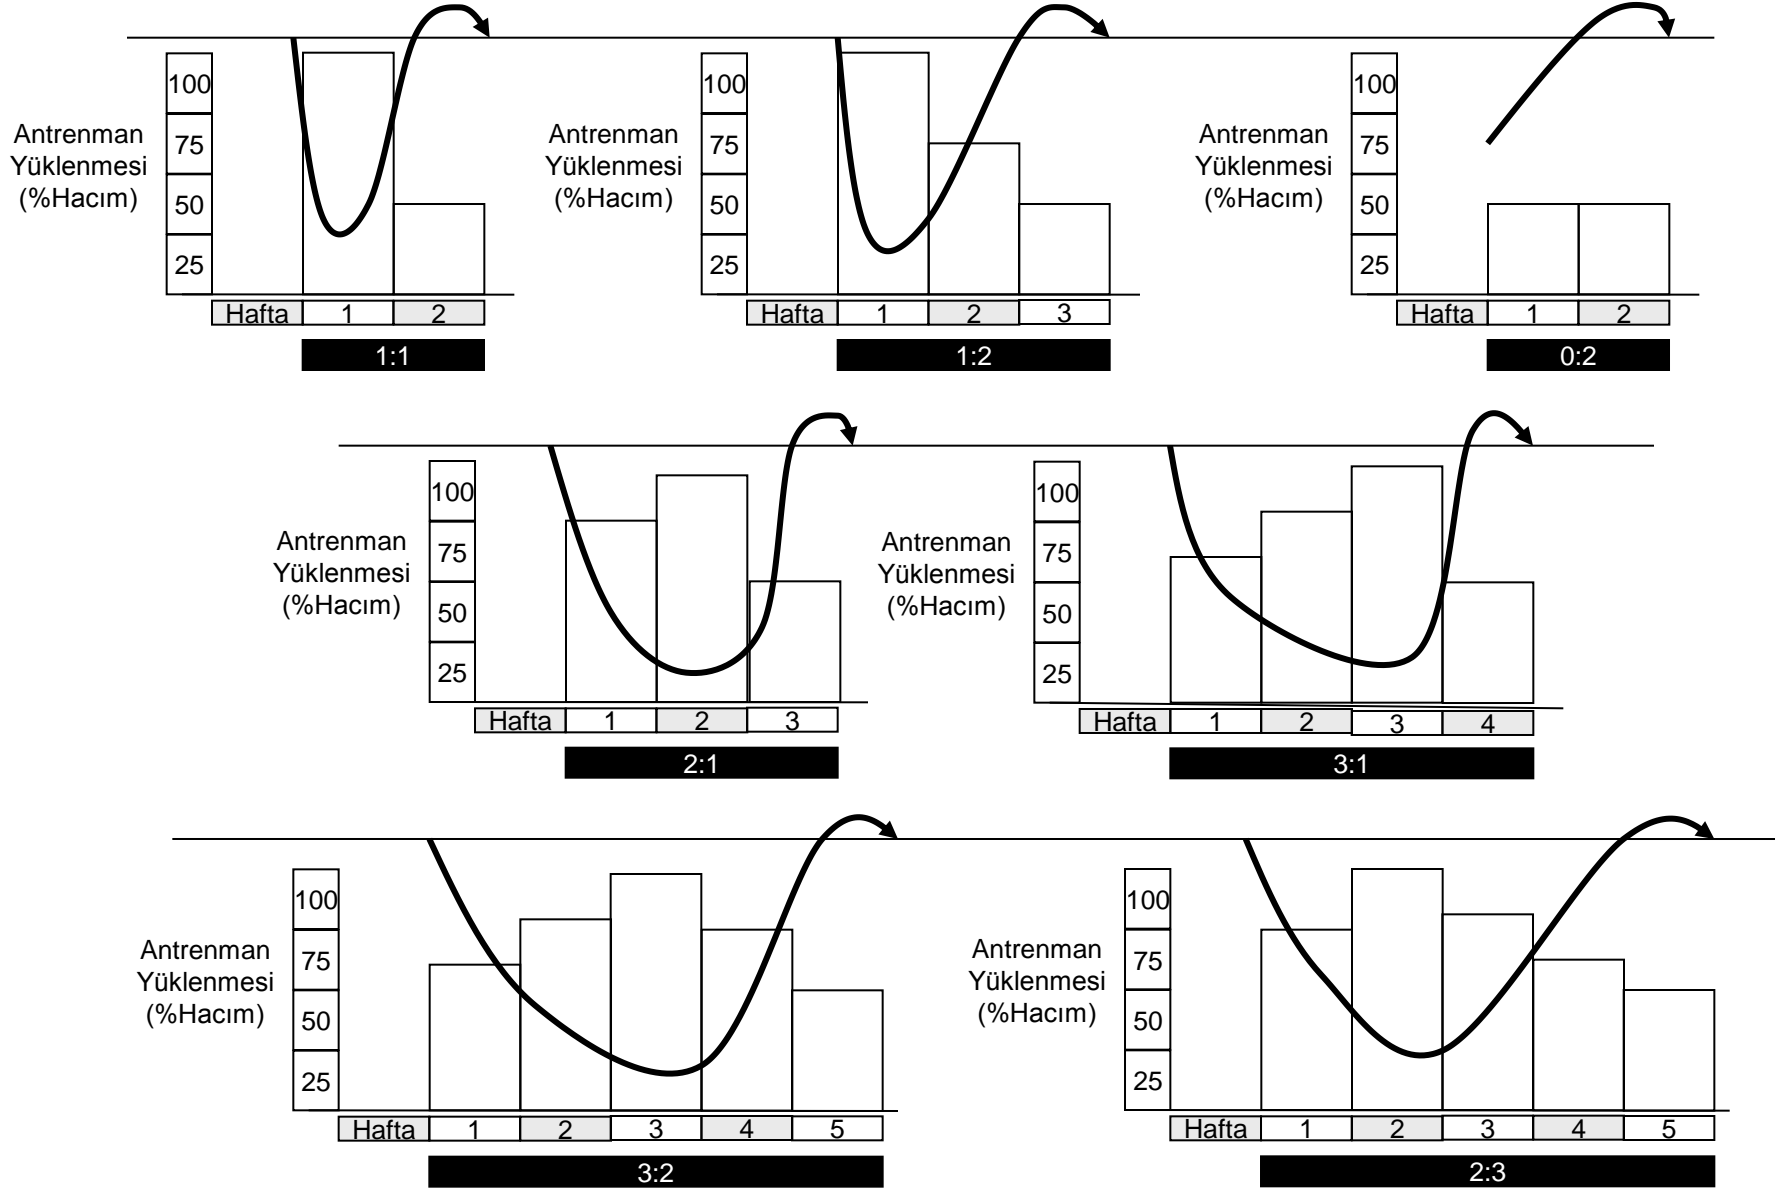 100
75
50
25
Antrenman
Yüklenmesi
(%Hacım)
Hafta 1 2
1:1
100
75
50
25
Antrenman
Yüklenmesi
(%Hacım)
Hafta 1 2 3
1:2
100
75
50
25
Antrenman
Yüklenmesi
(%Hacım)
Hafta 1 2
0:2
100
75
50
25
Antrenman
Yüklenmesi
(%Hacım)
Hafta 1 2 3
2:1
100
75
50
25
Antrenman
Yüklenmesi
(%Hacım)
Hafta 1 2 3 4
3:1
100
75
50
25
Antrenman
Yüklenmesi
(%Hacım)
Hafta 1 2 3 4 5
3:2
100
75
50
25
Antrenman
Yüklenmesi
(%Hacım)
Hafta 1 2 3 4 5
2:3